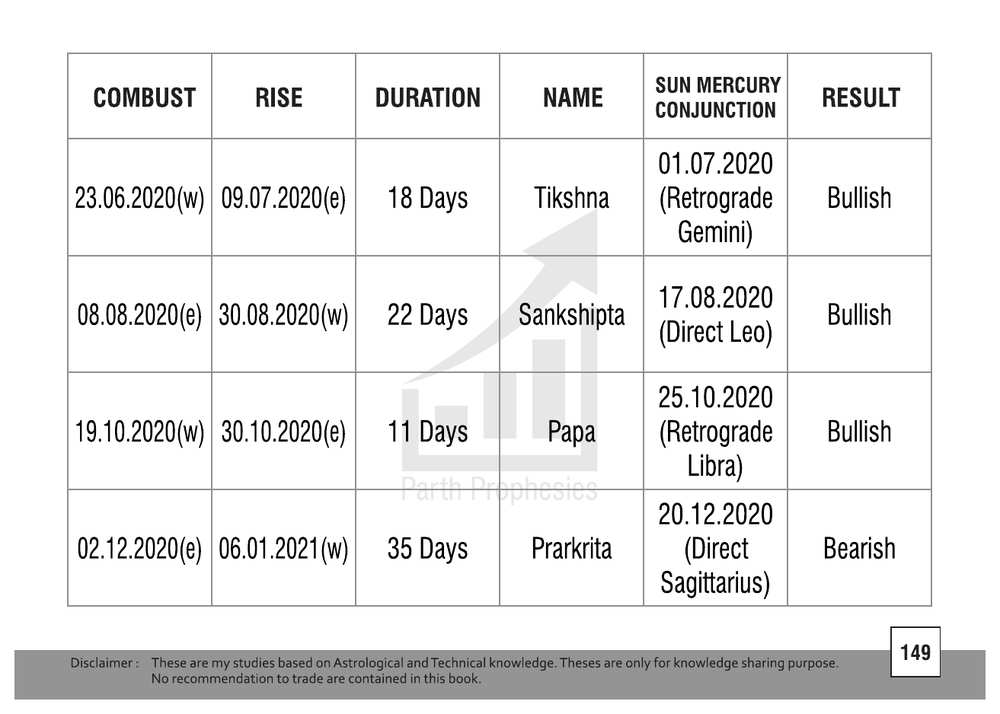 COMBUST RISE DURATION NAME SUN MERCURY CONJUNCTION RESULT
23.06.2020(w) 09.07.2020(e) 18 Days Tikshna 01.07.2020 (Retrograde Gemini) Bullish
08.08.2020(e) 30.08.2020(w) 22 Days Sankshipta 17.08.2020 (Direct Leo) Bullish
19.10.2020(w) 30.10.2020(e) 11 Days Papa 25.10.2020 (Retrograde Libra) Bullish
Parth Prophesies
02.12.2020(e) 06.01.2021(w) 35 Days Prarkrita 20.12.2020 (Direct Sagittarius) Bearish
149
Disclaimer : These are my studies based on Astrological and Technical knowledge. Theses are only for knowledge sharing purpose.
No recommendation to trade are contained in this book.